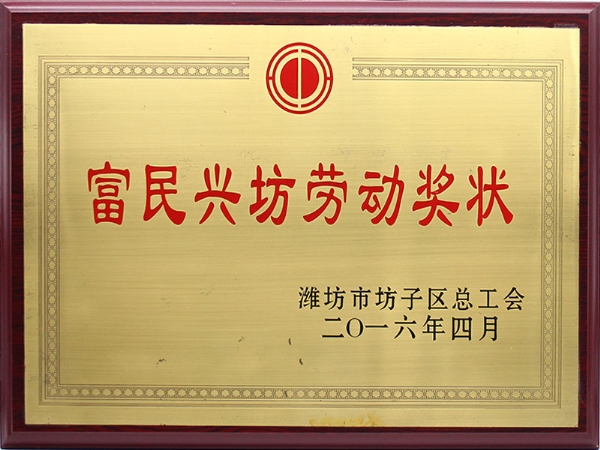 富民兴坊劳动奖状
潍坊市坊子区总工会
二〇一六年四月